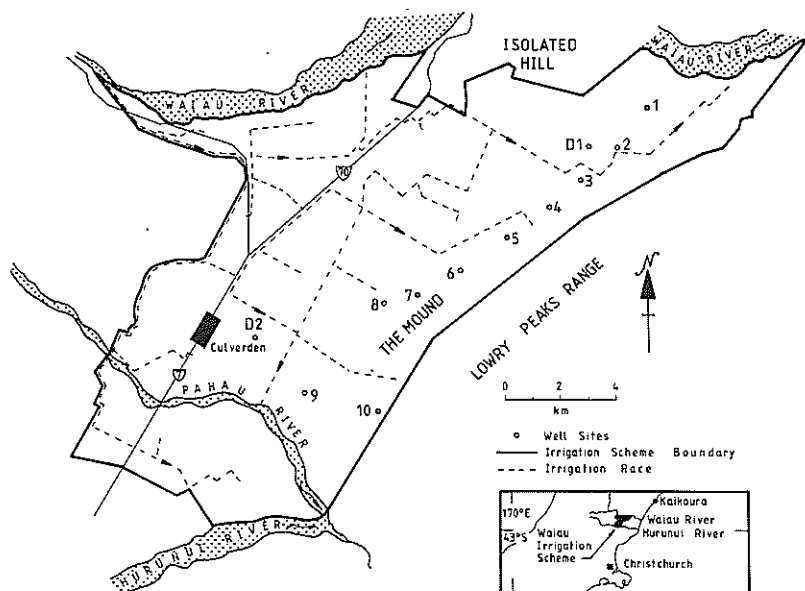 ISOLATED
HILL
WAIAU RIVER
WAIAU RIVER
1
D1
2
3
70
4
5
6
7
8
THE MOUND
LOWRY PEAKS RANGE
N
D2
Culverden
7
PAHAU RIVER
9
10
0 4
km
Well Sites
Irrigation Scheme Boundary
Irrigation Race
HURUNUI RIVER
170°E
43°S
Kaikoura
Waiau River
Hurunui River
Waiau
Irrigation
Scheme
Christchurch